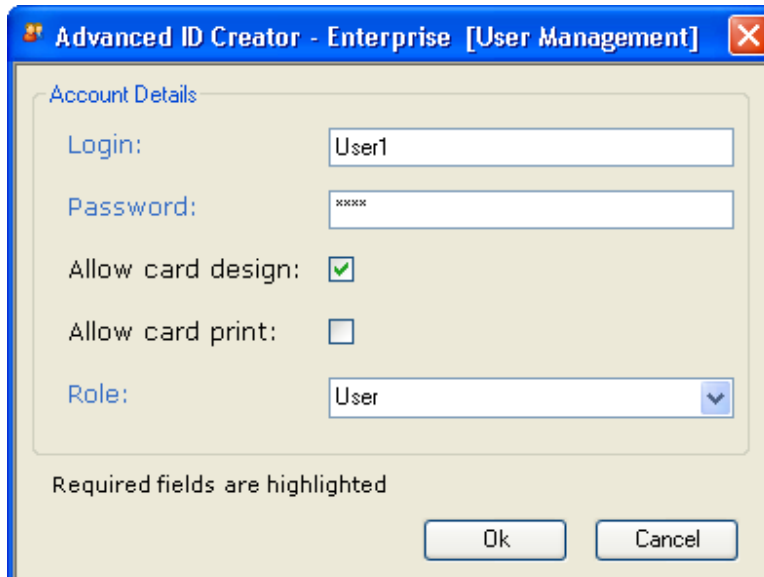 Advanced ID Creator - Enterprise [User Management]
Account Details
Login: User1
Password: ****
Allow card design:
Allow card print:
Role: User
Required fields are highlighted
Ok Cancel